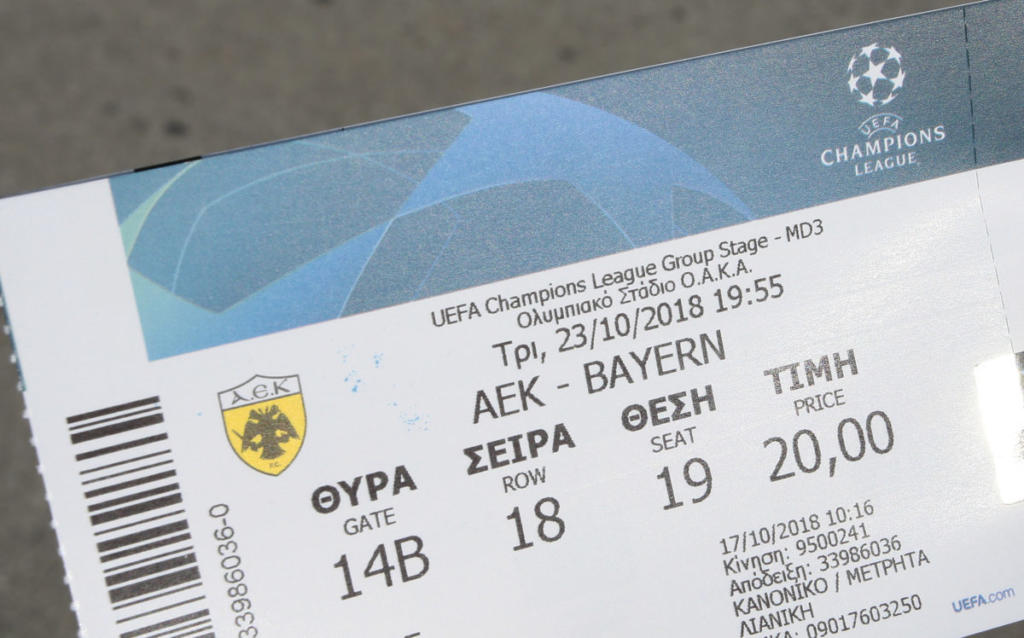 UEFA
CHAMPIONS
LEAGUE
UEFA Champions League Group Stage - MD3
Ολυμπιακό Στάδιο Ο.Α.Κ.Α.
Τρι, 23/10/2018 19:55
ΑΕΚ - BAYERN
Α.Ε.Κ
F.C.
ΘΥΡΑ ΣΕΙΡΑ ΘΕΣΗ ΤΙΜΗ
GATE ROW SEAT PRICE
14B 18 19 20,00
33986036-0
17/10/2018 10:16
Κίνηση: 9500241
Απόδειξη: 33986036
ΚΑΝΟΝΙΚΟ / ΜΕΤΡΗΤΑ
ΛΙΑΝΙΚΗ
09017603250
UEFA.com